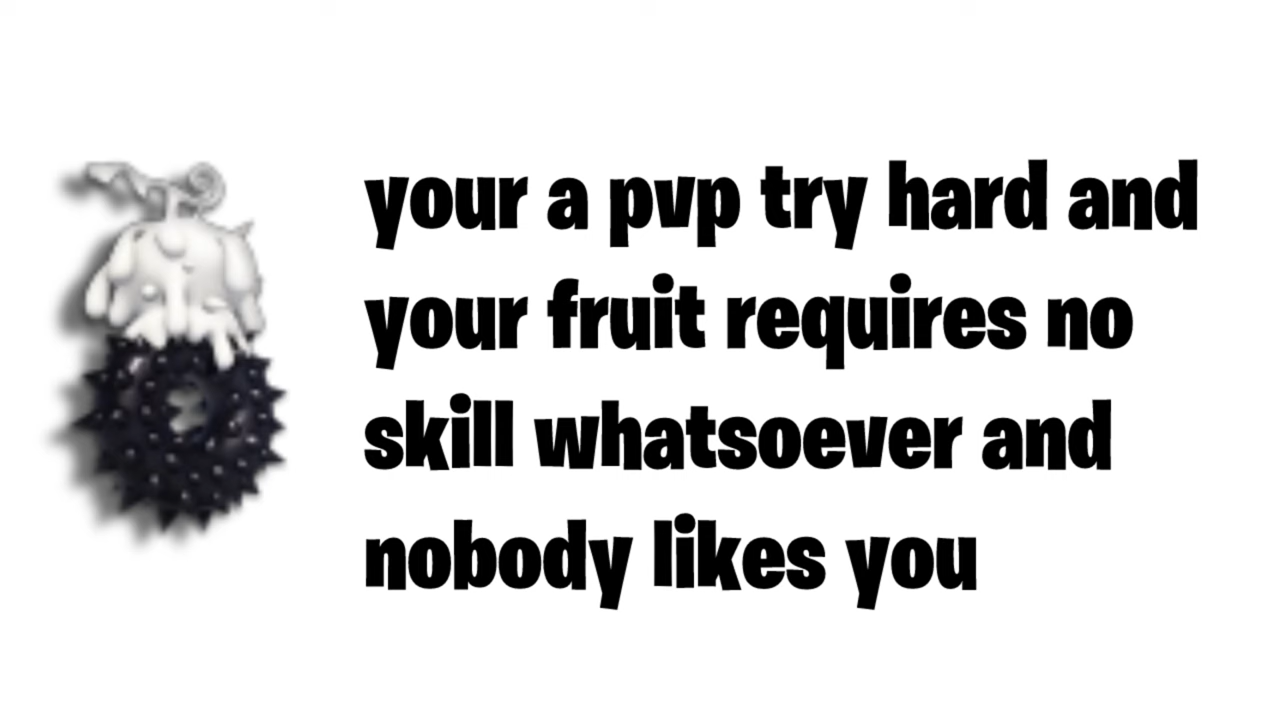 your a pvp try hard and
your fruit requires no
skill whatsoever and
nobody likes you